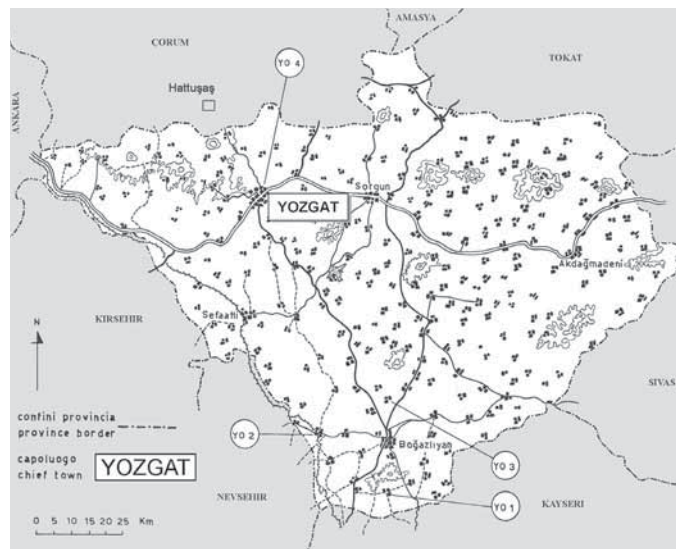 AMASYA
ÇORUM
TOKAT
YO 4
Hattuşaş
ANKARA
Sorgun
YOZGAT
Akdağmadeni
KIRSEHIR
Sefaatli
N
SIVAS
confini provincia
province border
YO 2
capoluogo
chief town
YOZGAT
Boğazlıyan
YO 3
NEVSEHIR
YO 1
KAYSERI
0 5 10 15 20 25 Km